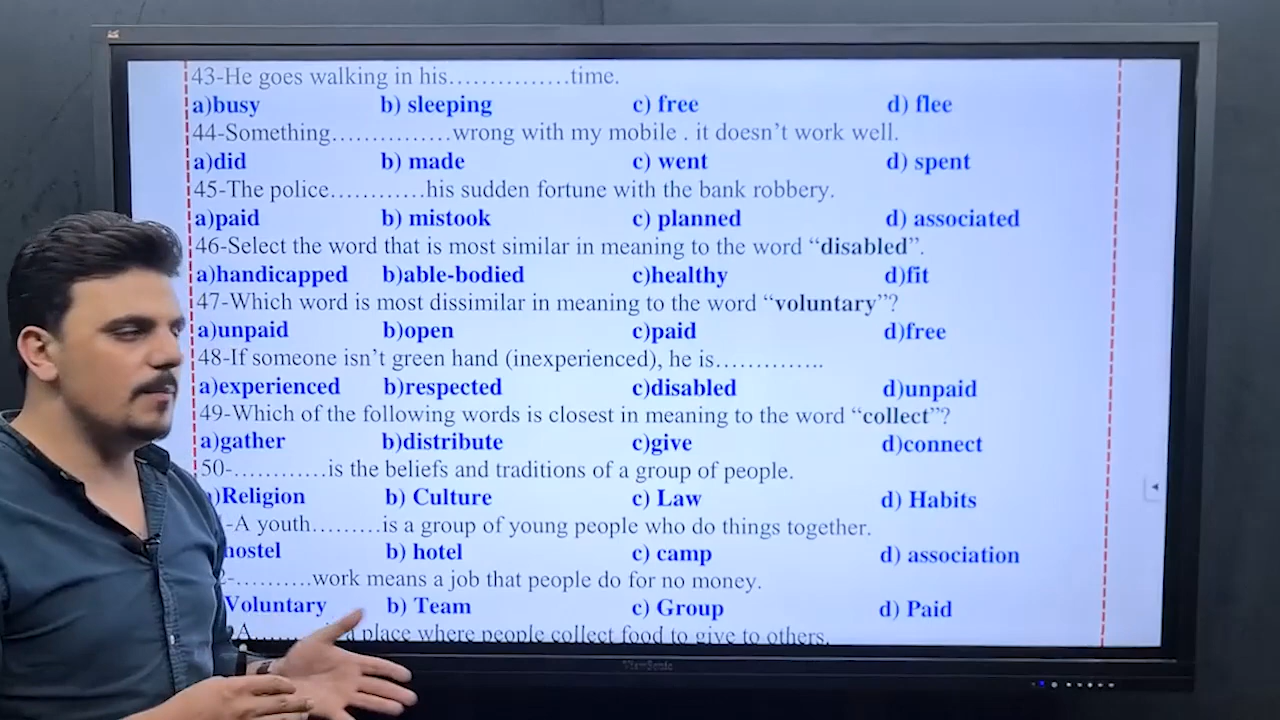 43-He goes walking in his……………time.
a)busy b) sleeping c) free d) flee
44-Something……………wrong with my mobile . it doesn’t work well.
a)did b) made c) went d) spent
45-The police…………his sudden fortune with the bank robbery.
a)paid b) mistook c) planned d) associated
46-Select the word that is most similar in meaning to the word “disabled”.
a)handicapped b)able-bodied c)healthy d)fit
47-Which word is most dissimilar in meaning to the word “voluntary”?
a)unpaid b)open c)paid d)free
48-If someone isn’t green hand (inexperienced), he is…………..
a)experienced b)respected c)disabled d)unpaid
49-Which of the following words is closest in meaning to the word “collect”?
a)gather b)distribute c)give d)connect
50-…………is the beliefs and traditions of a group of people.
)Religion b) Culture c) Law d) Habits
-A youth………is a group of young people who do things together.
hostel b) hotel c) camp d) association
-……….work means a job that people do for no money.
Voluntary b) Team c) Group d) Paid
A……. a place where people collect food to give to others.
ViewSonic